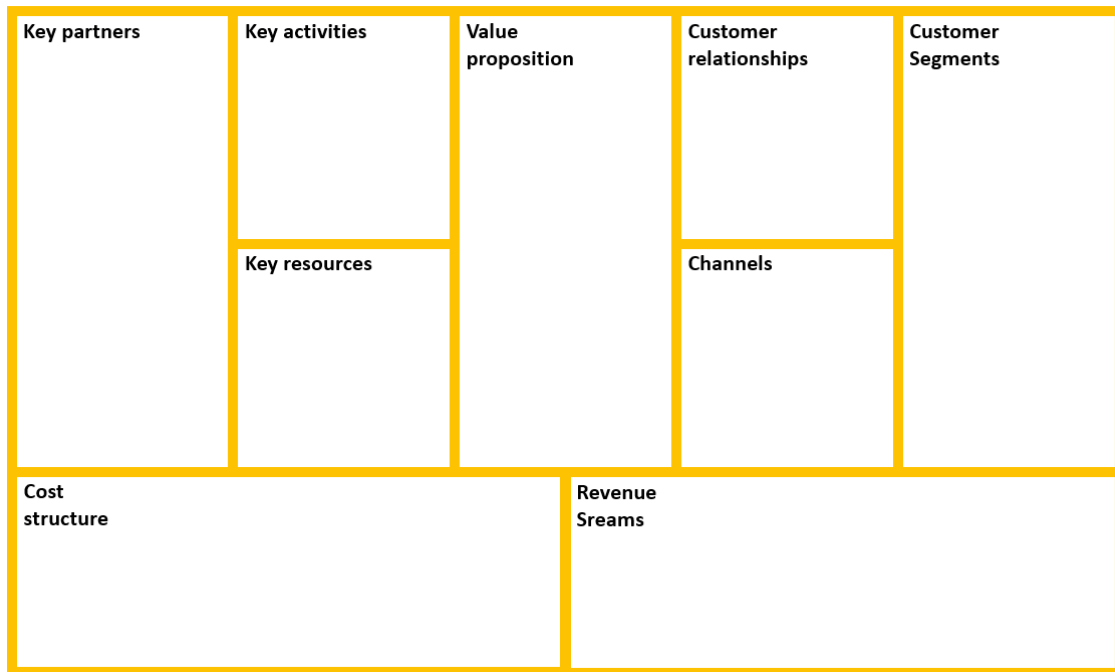 Key partners
Key activities
Value
proposition
Customer
relationships
Customer
Segments
Key resources
Channels
Cost
structure
Revenue
Sreams